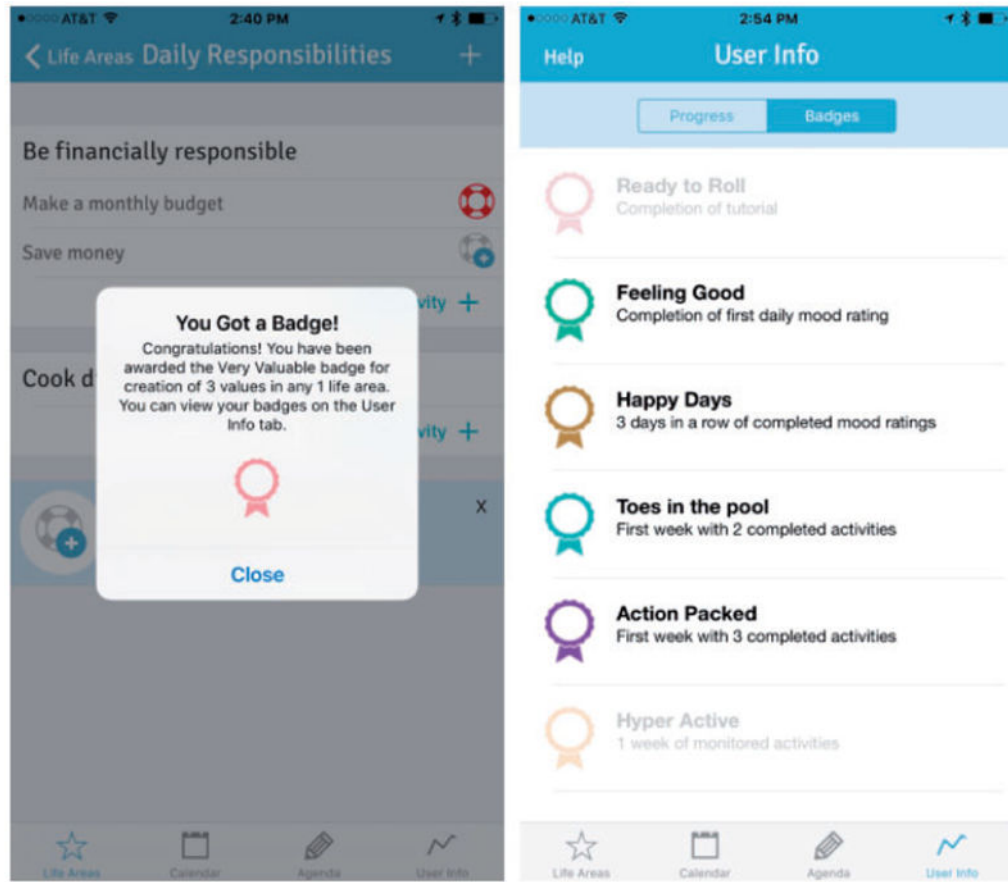 AT&T 2:40 PM
Life Areas Daily Responsibilities +
Be financially responsible
Make a monthly budget
Save money
vity +
You Got a Badge!
Congratulations! You have been
awarded the Very Valuable badge for
creation of 3 values in any 1 life area.
You can view your badges on the User
Info tab.
Close
Cook d
vity +
X
Life Areas Calendar Agenda User Info
AT&T 2:54 PM
Help User Info
Progress Badges
Ready to Roll
Completion of tutorial
Feeling Good
Completion of first daily mood rating
Happy Days
3 days in a row of completed mood ratings
Toes in the pool
First week with 2 completed activities
Action Packed
First week with 3 completed activities
Hyper Active
1 week of monitored activities
Life Areas Calendar Agenda User Info